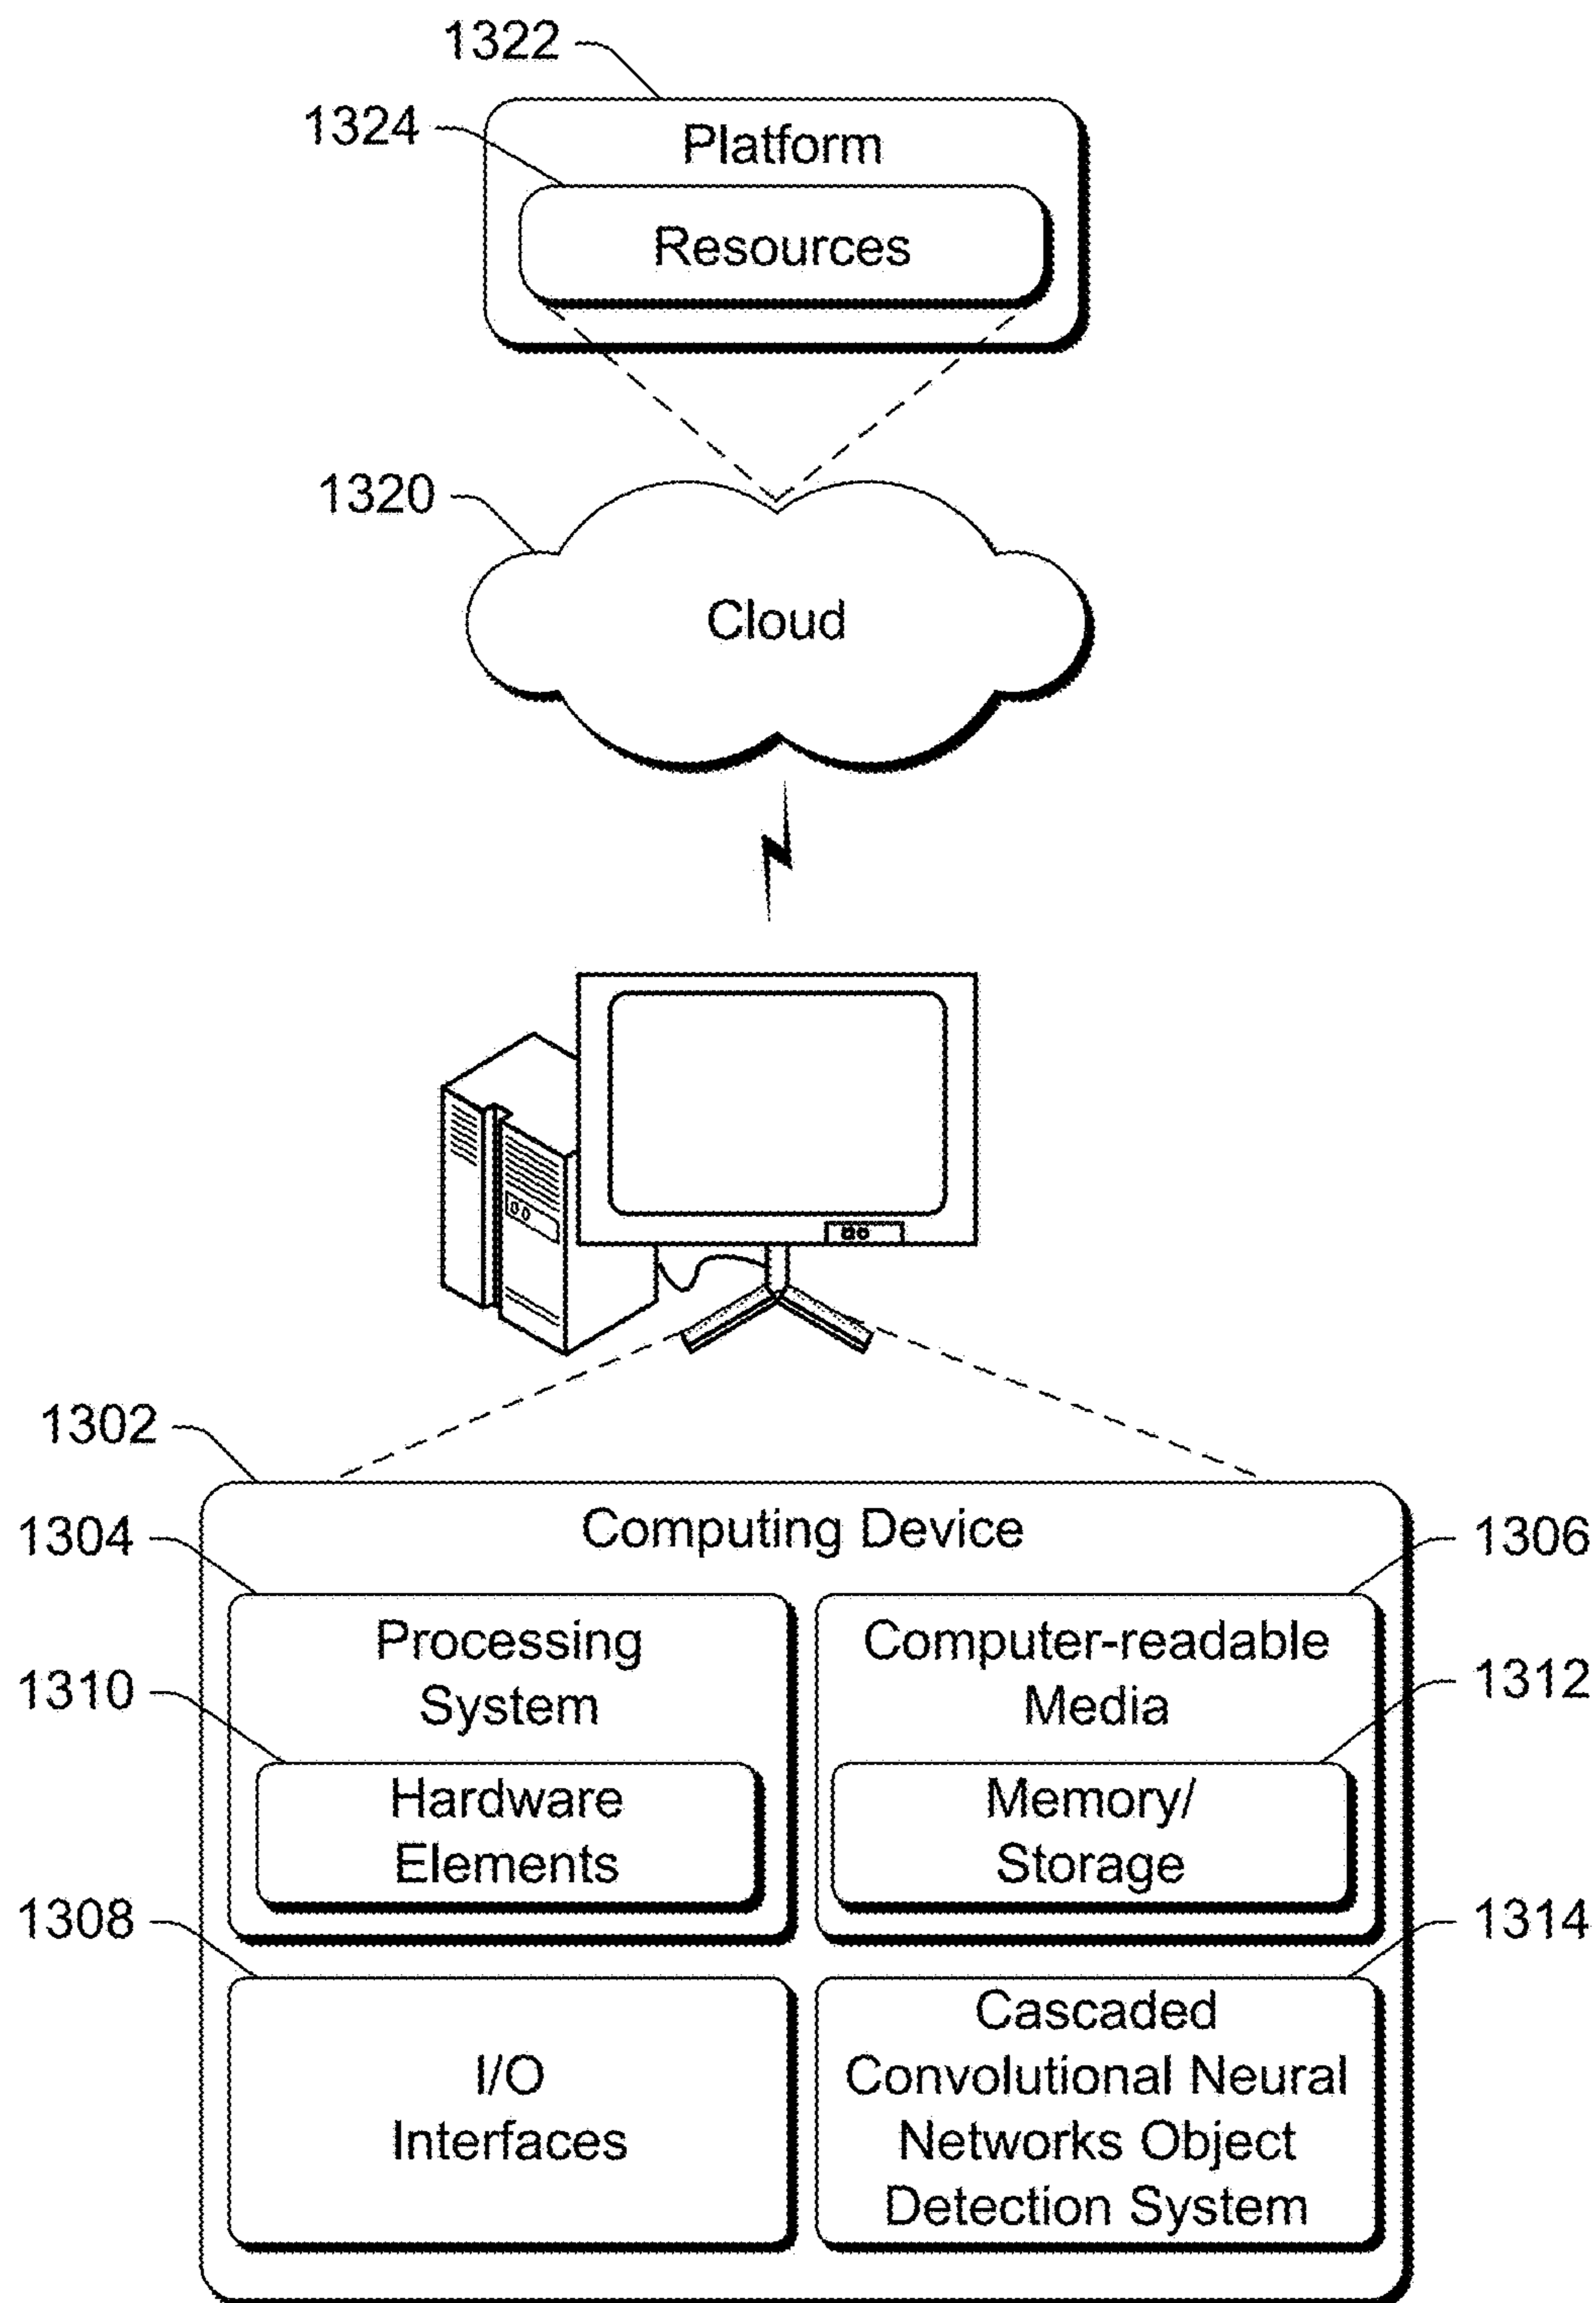 1322
1324
Platform
Resources
1320
Cloud
1302
Computing Device
1304
1306
Processing
System
Computer-readable
Media
1310
1312
Hardware
Elements
Memory/
Storage
1308
1314
I/O
Interfaces
Cascaded
Convolutional Neural
Networks Object
Detection System